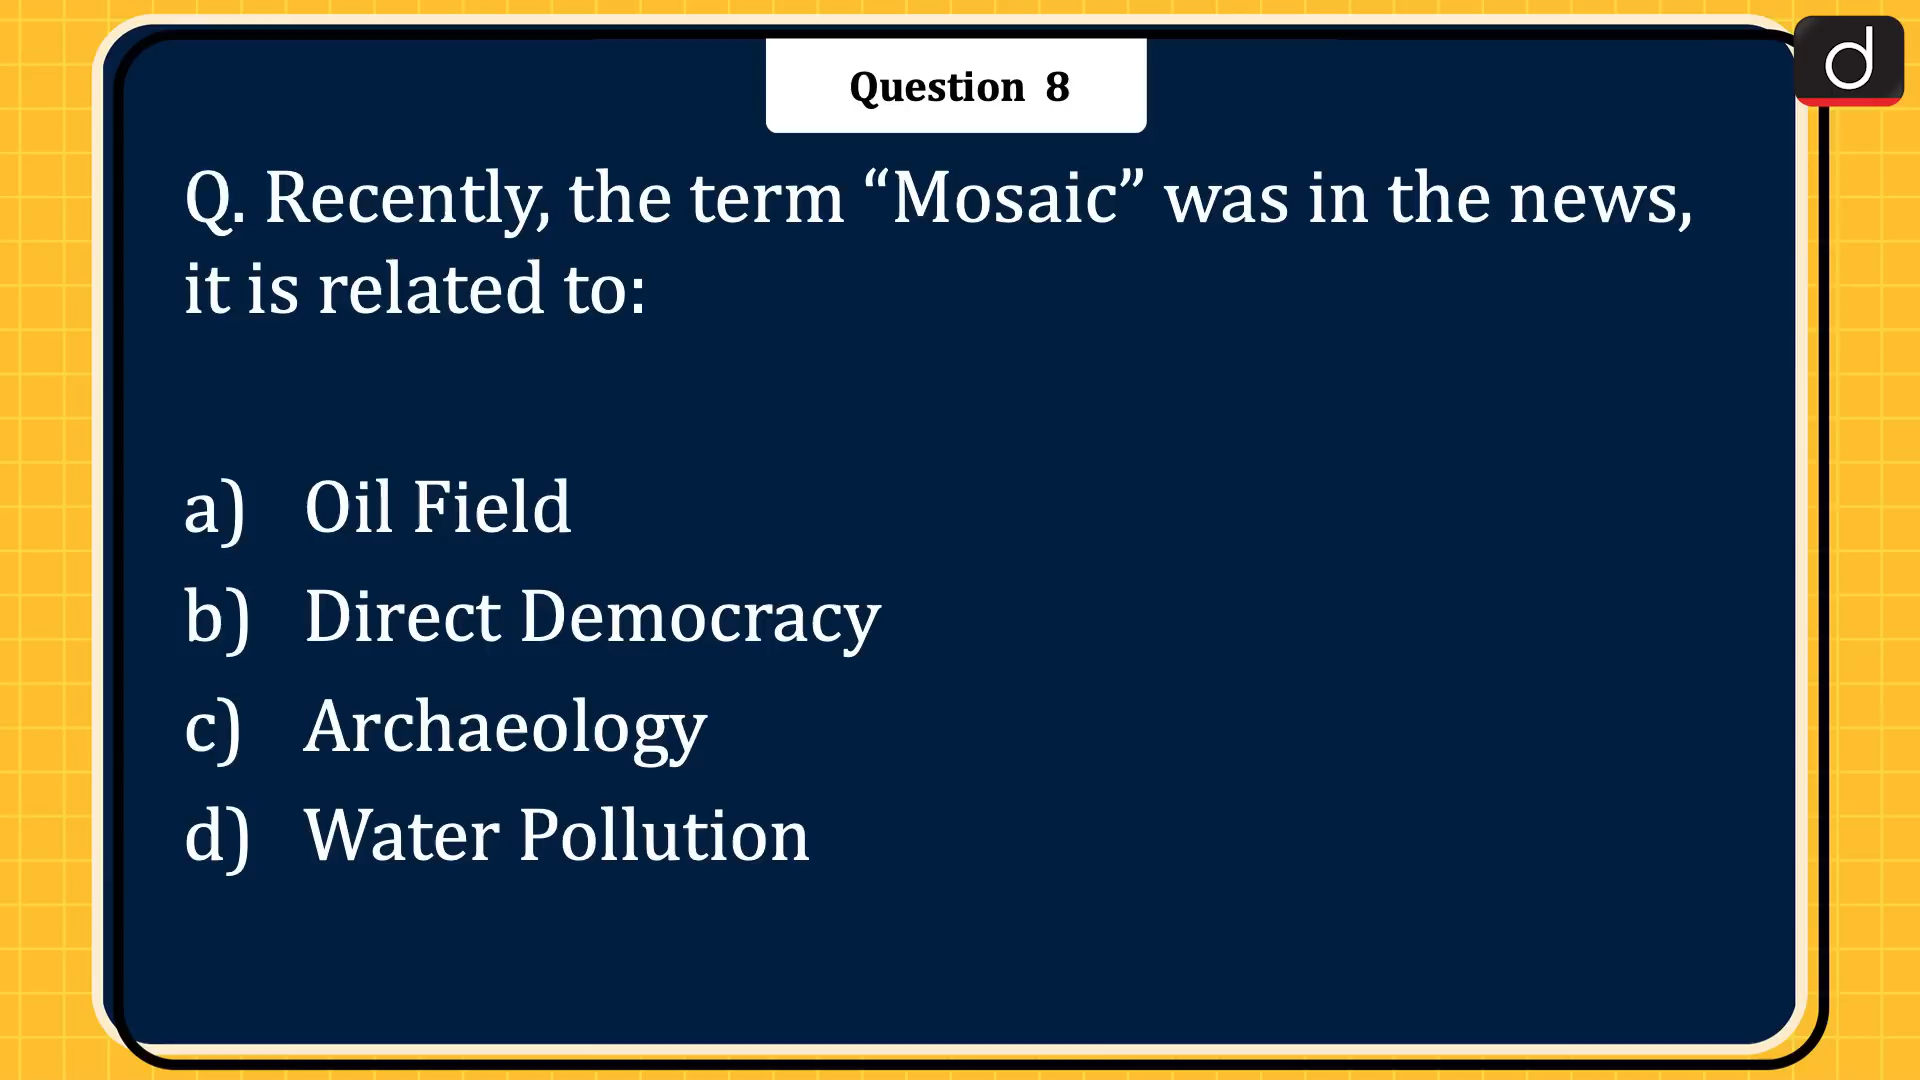 Question 8
Q. Recently, the term “Mosaic” was in the news,
it is related to:
a) Oil Field
b) Direct Democracy
c) Archaeology
d) Water Pollution
d